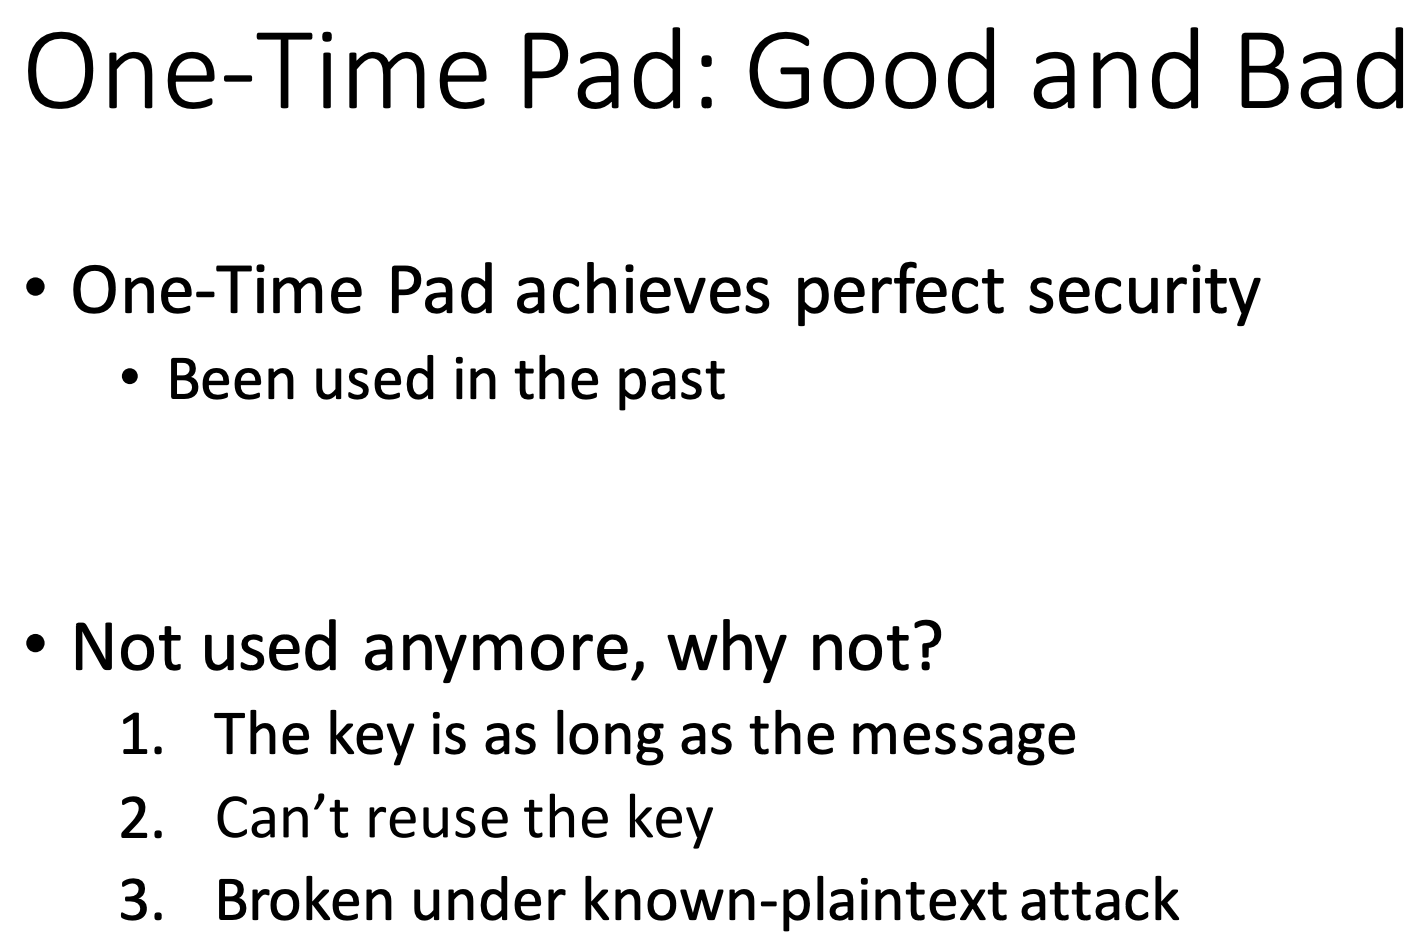 One-Time Pad: Good and Bad
• One-Time Pad achieves perfect security
• Been used in the past
• Not used anymore, why not?
1. The key is as long as the message
2. Can’t reuse the key
3. Broken under known-plaintext attack